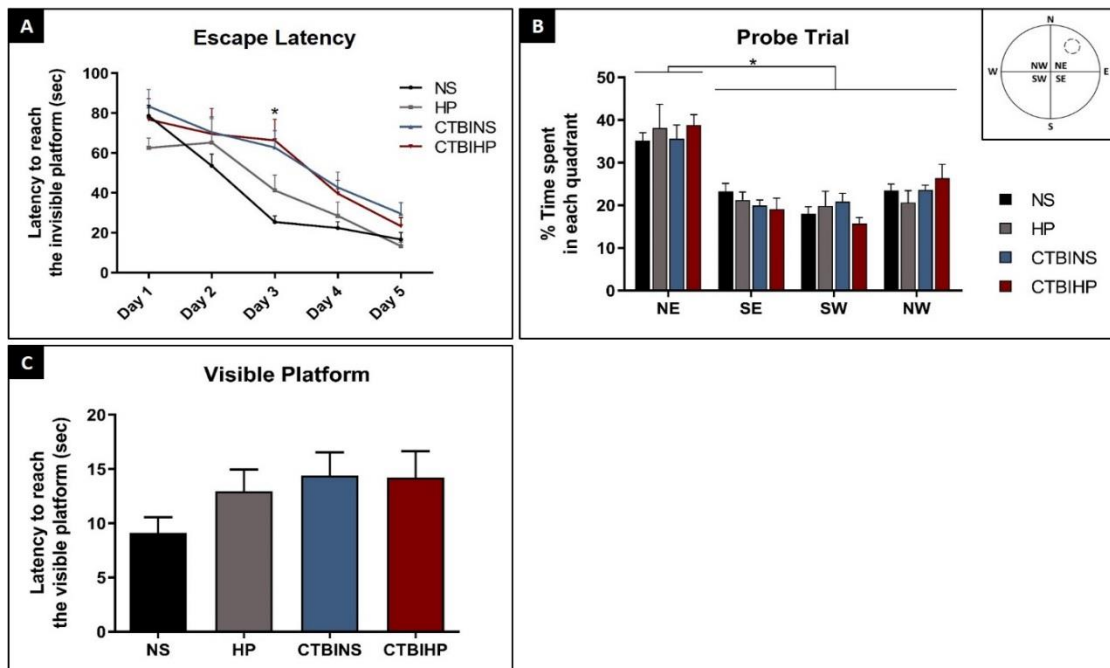 A
Escape Latency
Latency to reach
the invisible platform (sec)
100
80
60
40
20
0
*
NS
HP
CTBINS
CTBIHP
Day 1
Day 2
Day 3
Day 4
Day 5
B
Probe Trial
% Time spent
in each quadrant
50
40
30
20
10
0
*
NE
SE
SW
NW
NS
HP
CTBINS
CTBIHP
N
NW NE
W E
SW SE
S
C
Visible Platform
Latency to reach
the visible platform (sec)
20
15
10
5
0
NS
HP
CTBINS
CTBIHP